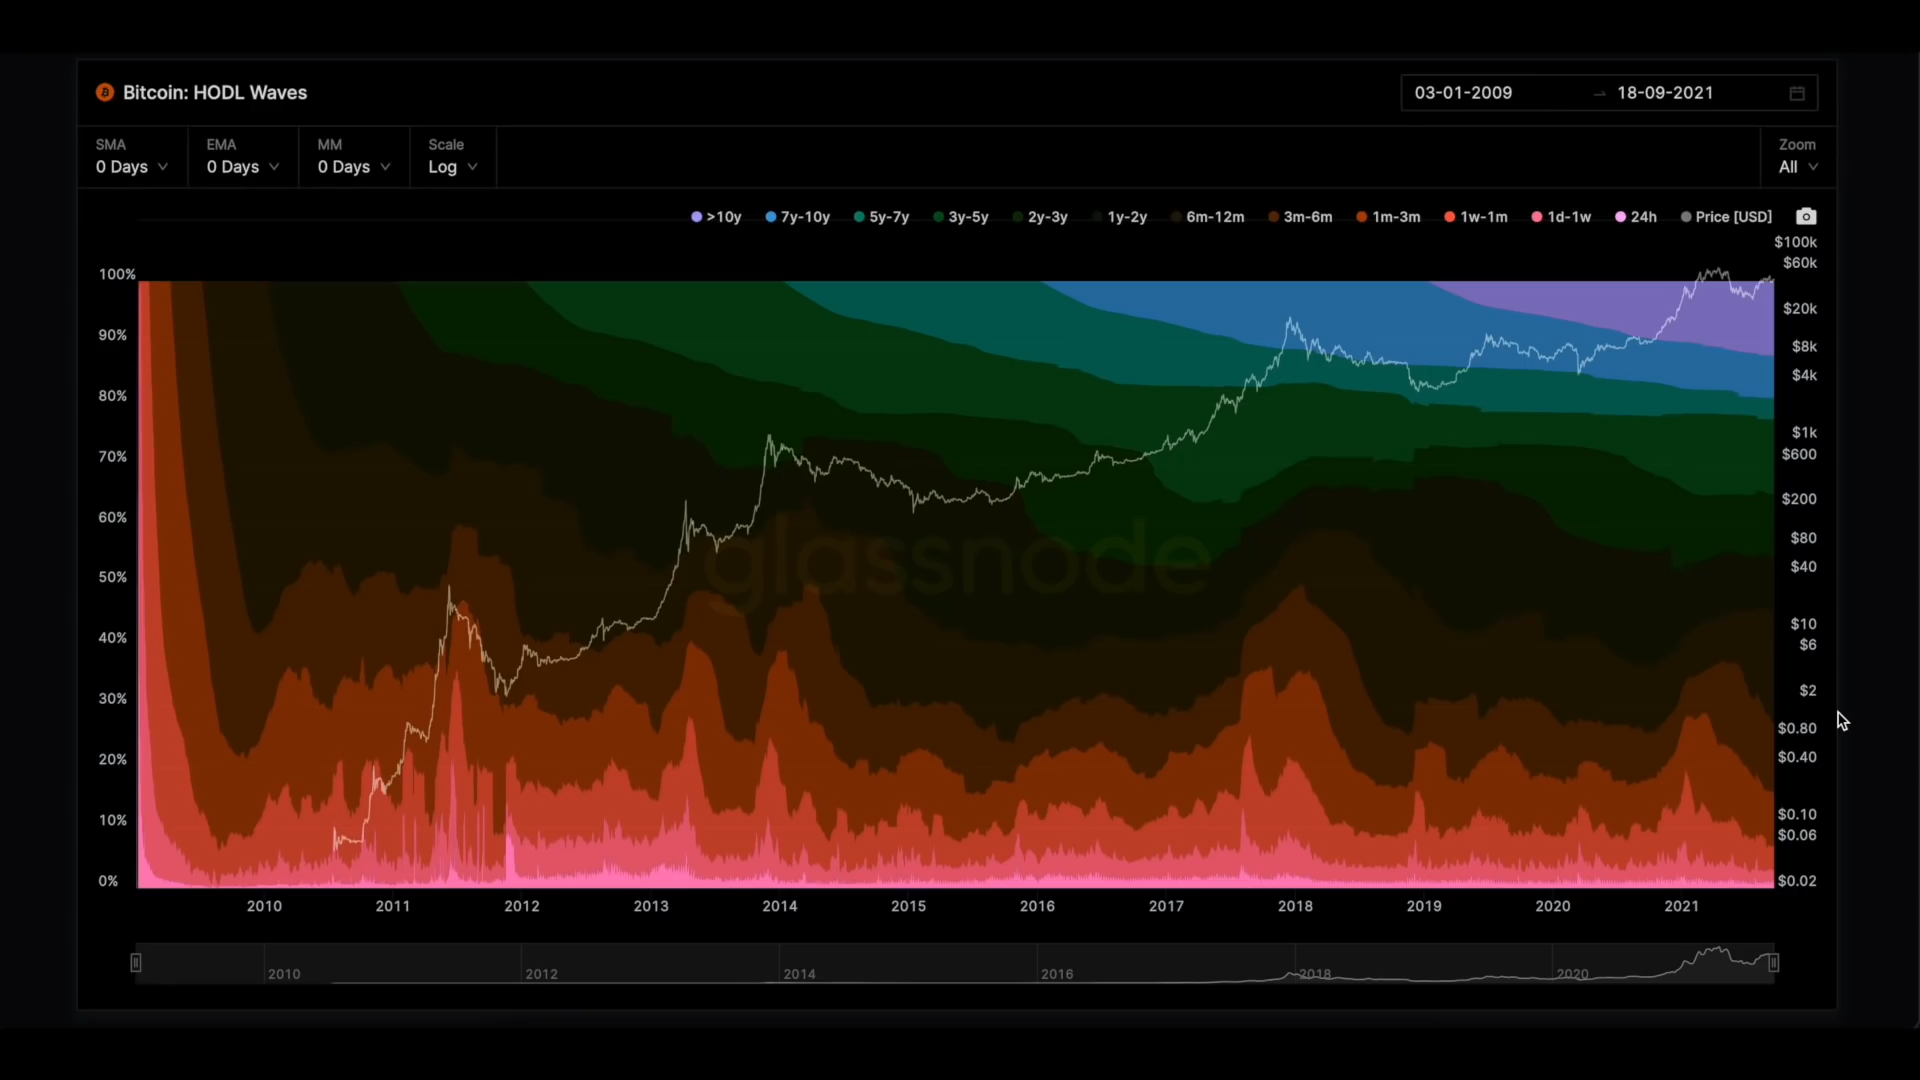 Bitcoin: HODL Waves
03-01-2009 → 18-09-2021
SMA EMA MM Scale Zoom
0 Days 0 Days 0 Days Log All
>10y 7y-10y 5y-7y 3y-5y 2y-3y 1y-2y 6m-12m 3m-6m 1m-3m 1w-1m 1d-1w 24h Price [USD]
$100k
$60k
100%
$20k
90%
$8k
$4k
80%
$1k
70%
$600
$200
60%
$80
glassnode
$40
50%
$10
40%
$6
30%
$2
$0.80
20%
$0.40
10%
$0.10
$0.06
0%
$0.02
2010 2011 2012 2013 2014 2015 2016 2017 2018 2019 2020 2021
2010 2012 2014 2016 2018 2020